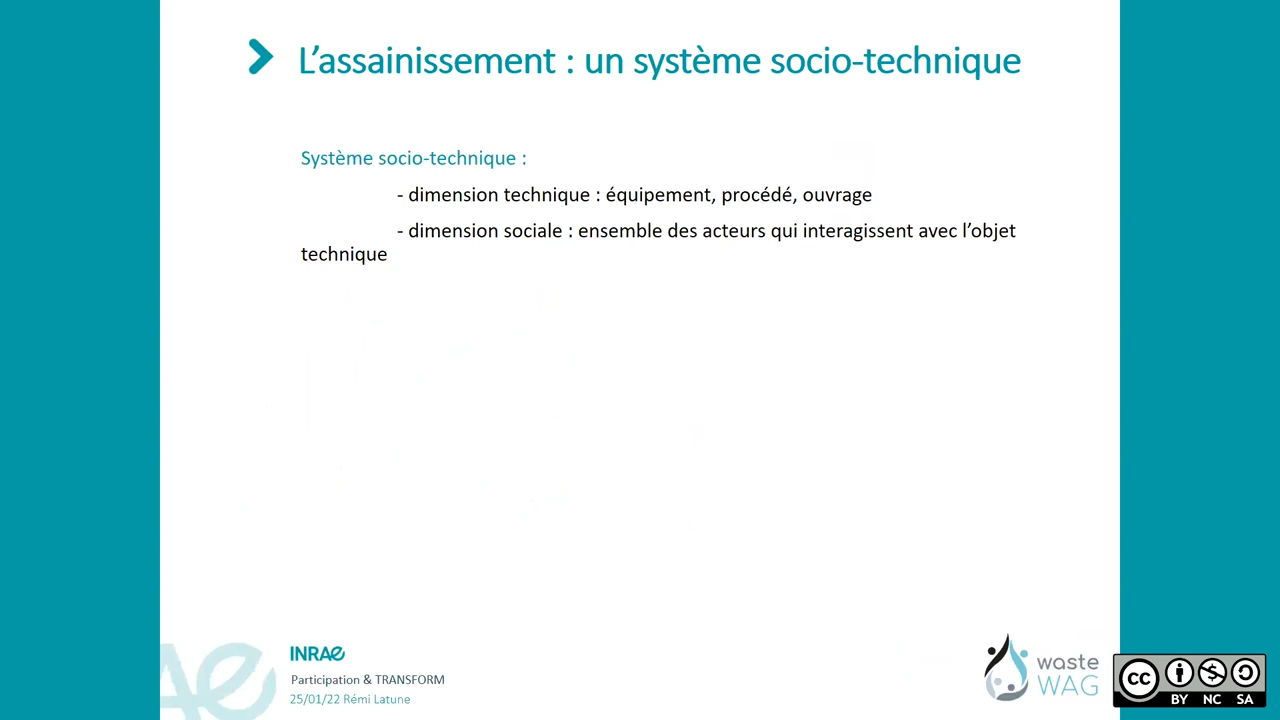 L’assainissement : un système socio-technique
Système socio-technique :
- dimension technique : équipement, procédé, ouvrage
- dimension sociale : ensemble des acteurs qui interagissent avec l’objet
technique
INRAE
Participation & TRANSFORM
25/01/22 Rémi Latune
waste
WAG
cc
BY NC SA